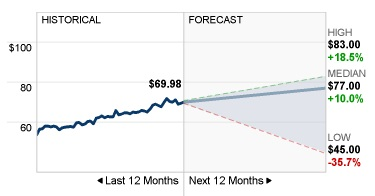 HISTORICAL
FORECAST
$100
80
60
$69.98
HIGH
$83.00
+18.5%
MEDIAN
$77.00
+10.0%
LOW
$45.00
-35.7%
◄ Last 12 Months
Next 12 Months ►